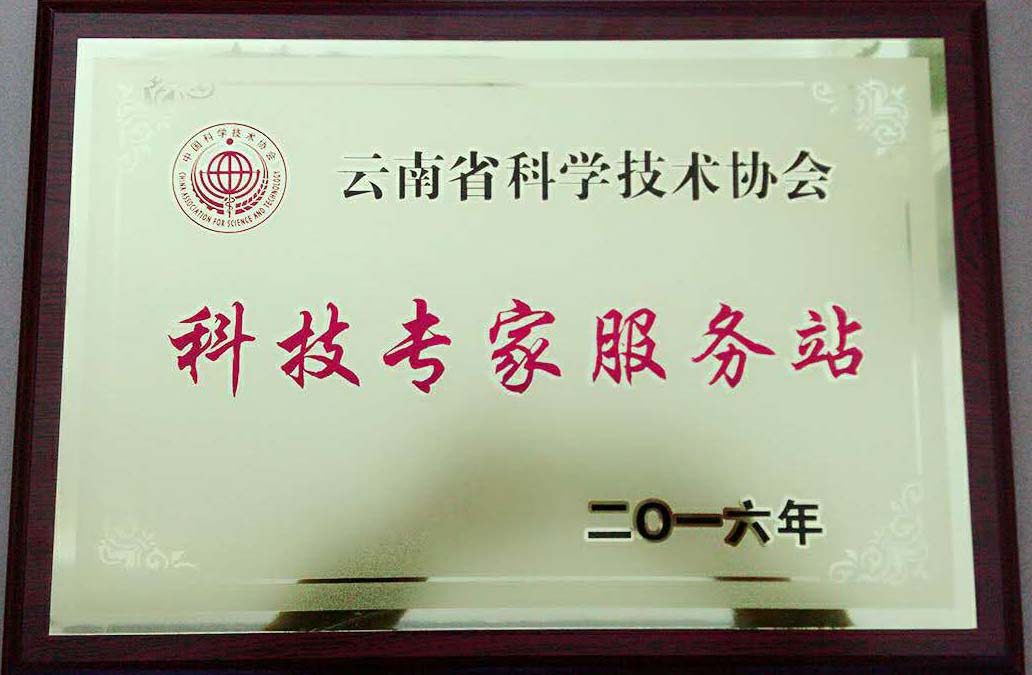 中国科学技术协会
CHINA ASSOCIATION FOR SCIENCE AND TECHNOLOGY
云南省科学技术协会
科技专家服务站
二〇一六年